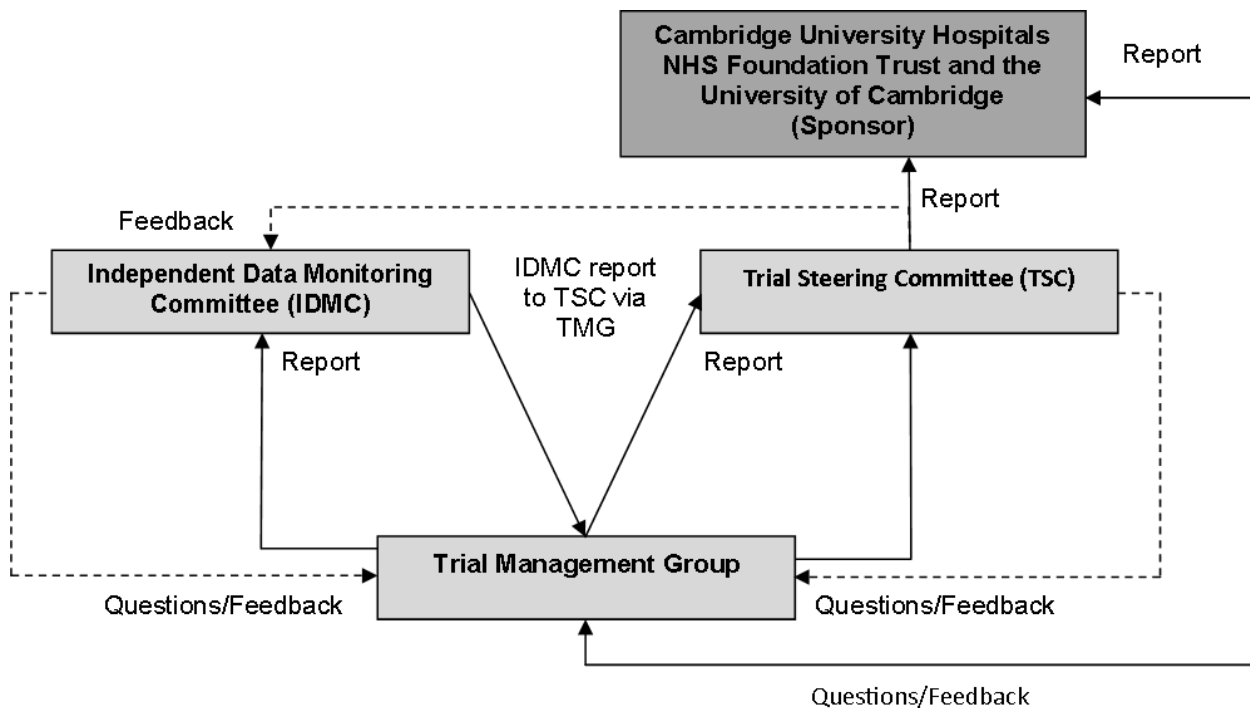 Cambridge University Hospitals
NHS Foundation Trust and the
University of Cambridge
(Sponsor)
Report
Report
Feedback
Independent Data Monitoring
Committee (IDMC)
IDMC report
to TSC via
TMG
Trial Steering Committee (TSC)
Report
Report
Trial Management Group
Questions/Feedback
Questions/Feedback
Questions/Feedback